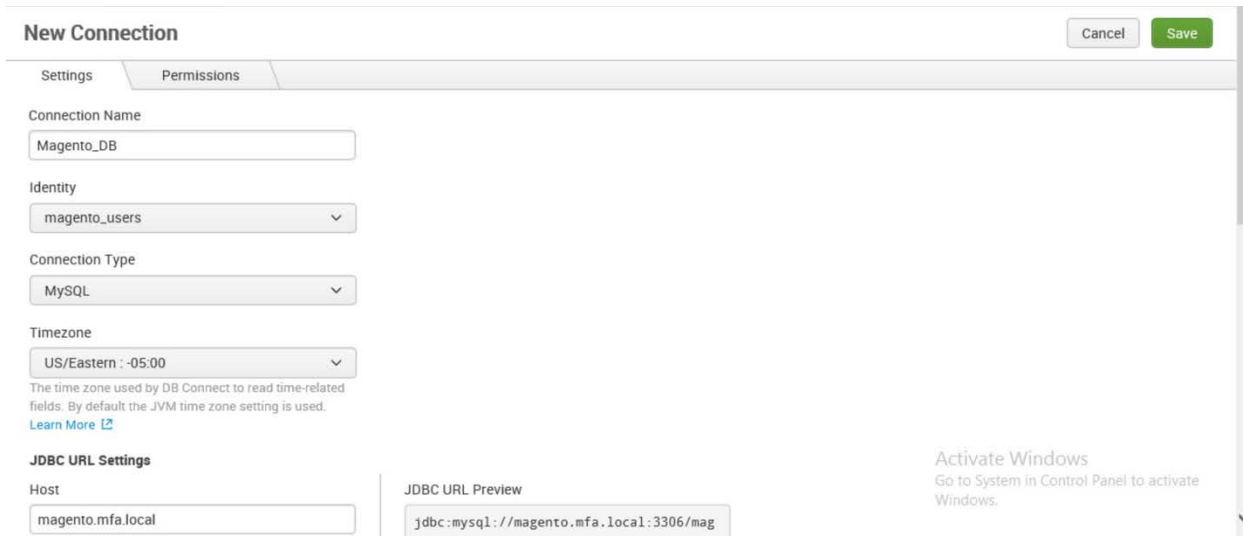 New Connection
Cancel
Save
Settings
Permissions
Connection Name
Magento_DB
Identity
magento_users
Connection Type
MySQL
Timezone
US/Eastern : -05:00
The time zone used by DB Connect to read time-related
fields. By default the JVM time zone setting is used.
Learn More
JDBC URL Settings
Host
magento.mfa.local
JDBC URL Preview
jdbc:mysql://magento.mfa.local:3306/mag
Activate Windows
Go to System in Control Panel to activate
Windows.